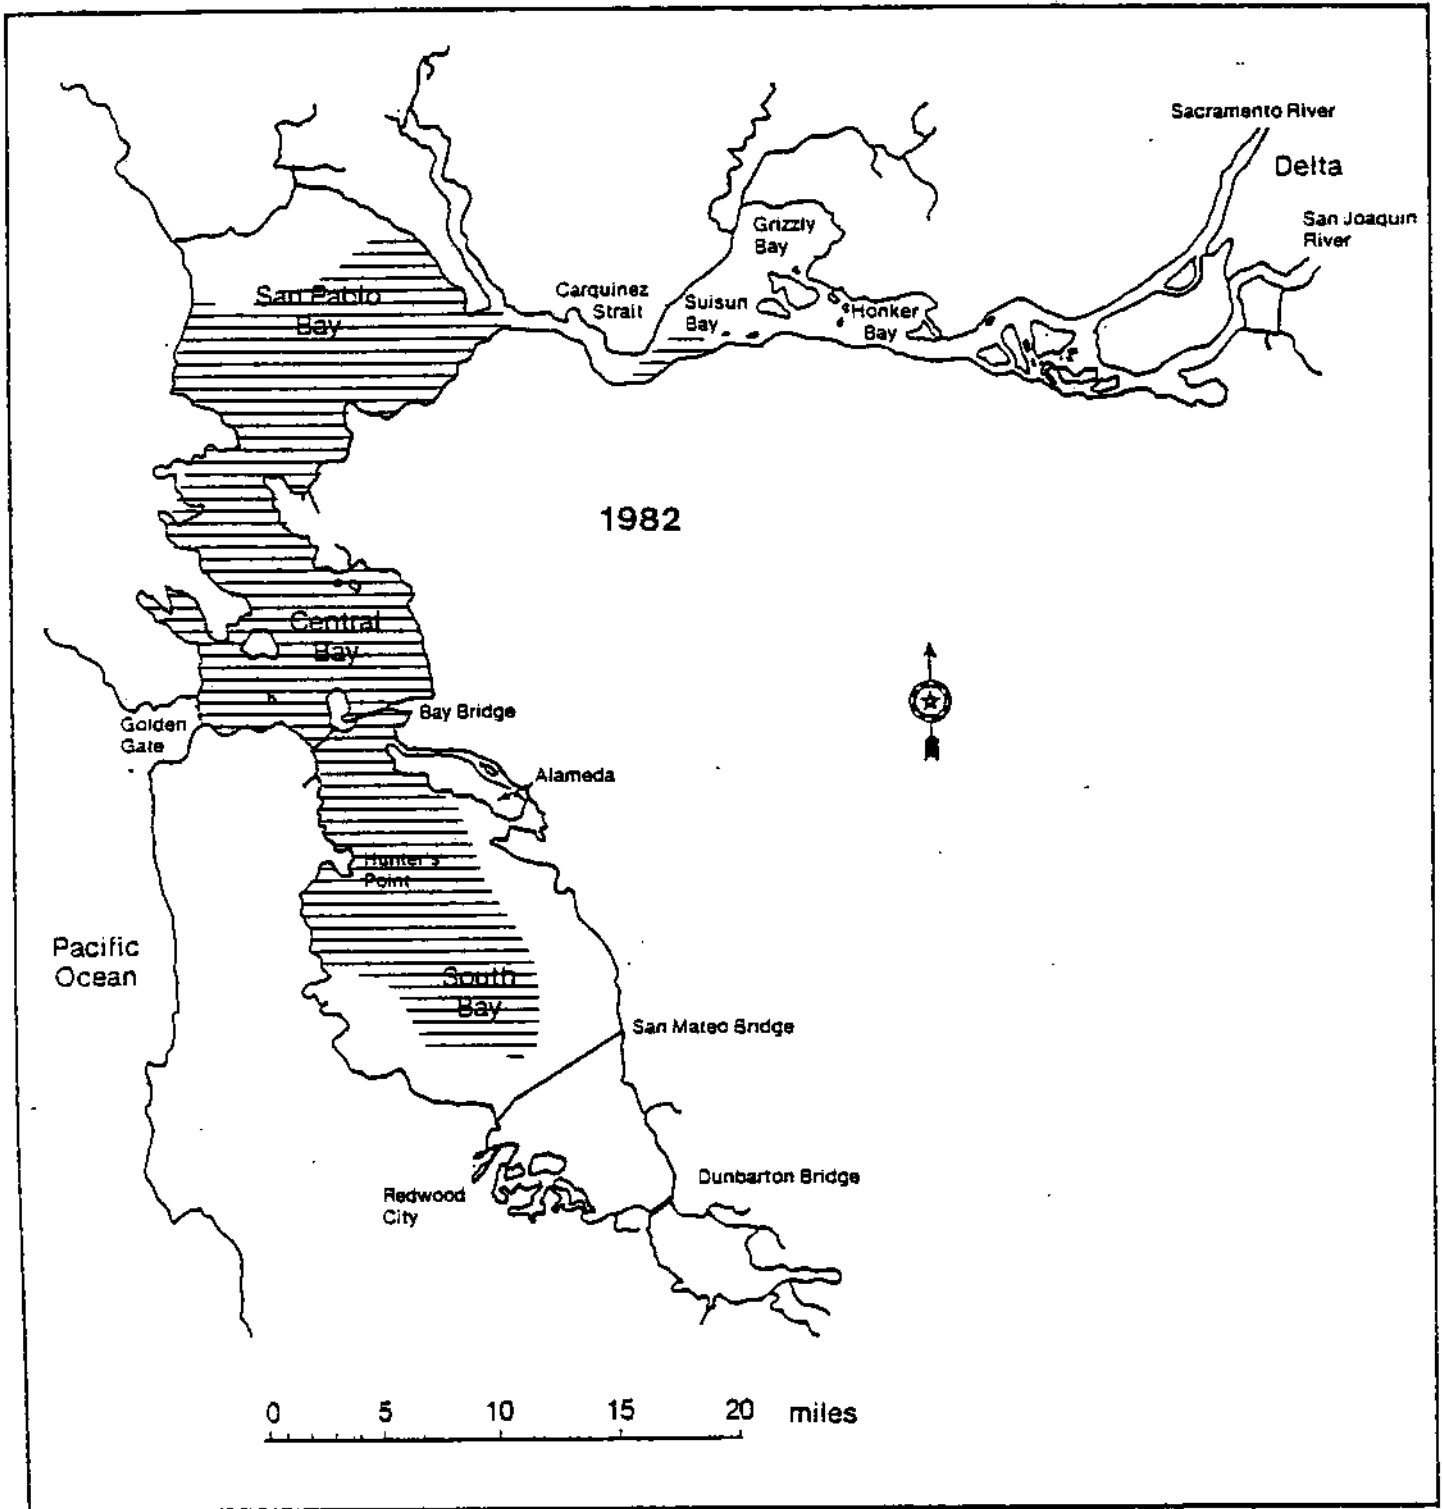 Sacramento River
Delta
San Joaquin
River
Grizzly
Bay
Carquinez
Strait
Suisun
Bay
Honker
Bay
San Pablo
Bay
1982
Central
Bay
Golden
Gate
Bay Bridge
Alameda
Hunter's
Point
Pacific
Ocean
South
Bay
San Mateo Bridge
Dunbarton Bridge
Redwood
City
0 5 10 15 20 miles